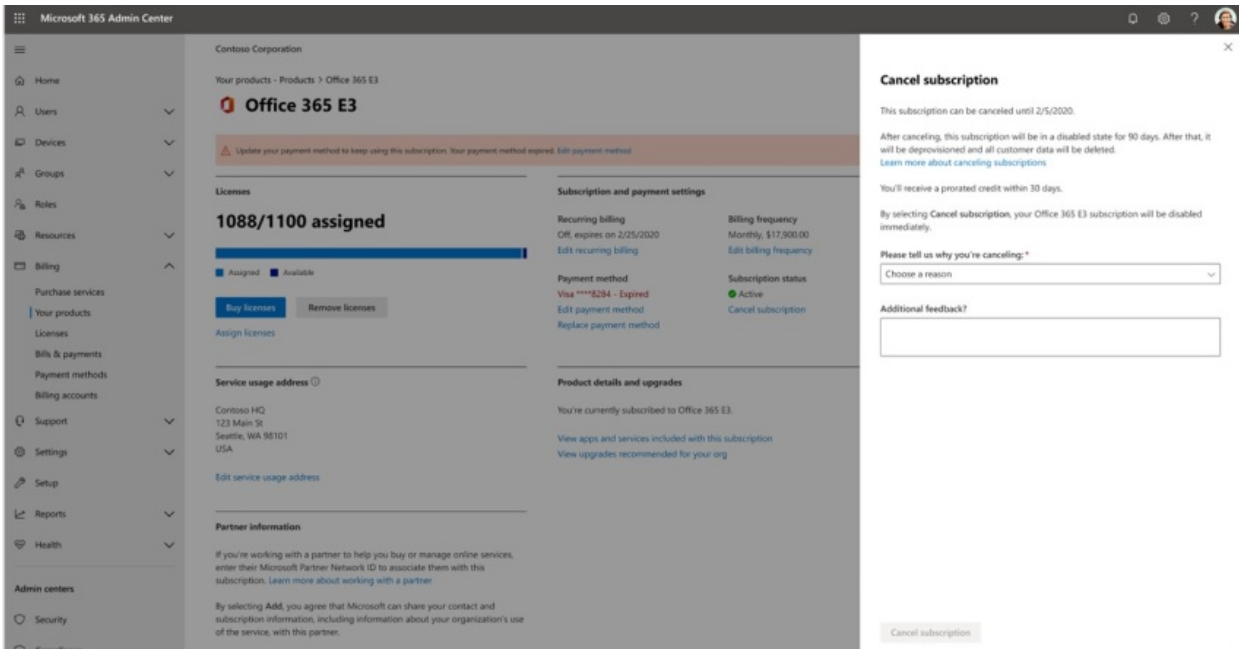 Microsoft 365 Admin Center
?
Home
Users
Devices
Groups
Roles
Resources
Billing
Purchase services
Your products
Licenses
Bills & payments
Payment methods
Billing accounts
Support
Settings
Setup
Reports
Health
Admin centers
Security
Contoso Corporation
Your products - Products > Office 365 E3
Office 365 E3
Update your payment method to keep using this subscription. Your payment method expired. Edit payment method
Licenses
1088/1100 assigned
Assigned
Available
Buy licenses
Remove licenses
Assign licenses
Subscription and payment settings
Recurring billing
Off, expires on 2/25/2020
Edit recurring billing
Billing frequency
Monthly, $17,900.00
Edit billing frequency
Payment method
Visa ****8284 - Expired
Edit payment method
Replace payment method
Subscription status
Active
Cancel subscription
Service usage address
Contoso HQ
123 Main St
Seattle, WA 98101
USA
Edit service usage address
Product details and upgrades
You're currently subscribed to Office 365 E3.
View apps and services included with this subscription
View upgrades recommended for your org
Partner information
If you're working with a partner to help you buy or manage online services,
enter their Microsoft Partner Network ID to associate them with this
subscription. Learn more about working with a partner
By selecting Add, you agree that Microsoft can share your contact and
subscription information, including information about your organization's use
of the service, with this partner.
Cancel subscription
This subscription can be canceled until 2/5/2020.
After canceling, this subscription will be in a disabled state for 90 days. After that, it
will be deprovisioned and all customer data will be deleted.
Learn more about canceling subscriptions
You'll receive a prorated credit within 30 days.
By selecting Cancel subscription, your Office 365 E3 subscription will be disabled
immediately.
Please tell us why you're canceling: *
Choose a reason
Additional feedback?
Cancel subscription